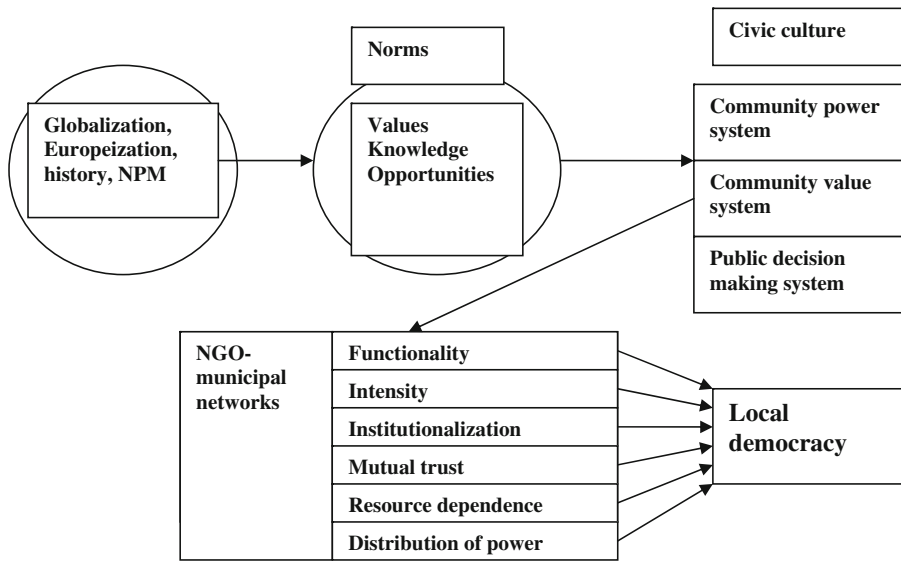 Norms
Civic culture
Globalization,
Europeization,
history, NPM
Values
Knowledge
Opportunities
Community power
system
Community value
system
Public decision
making system
NGO-
municipal
networks
Functionality
Intensity
Institutionalization
Mutual trust
Resource dependence
Distribution of power
Local
democracy